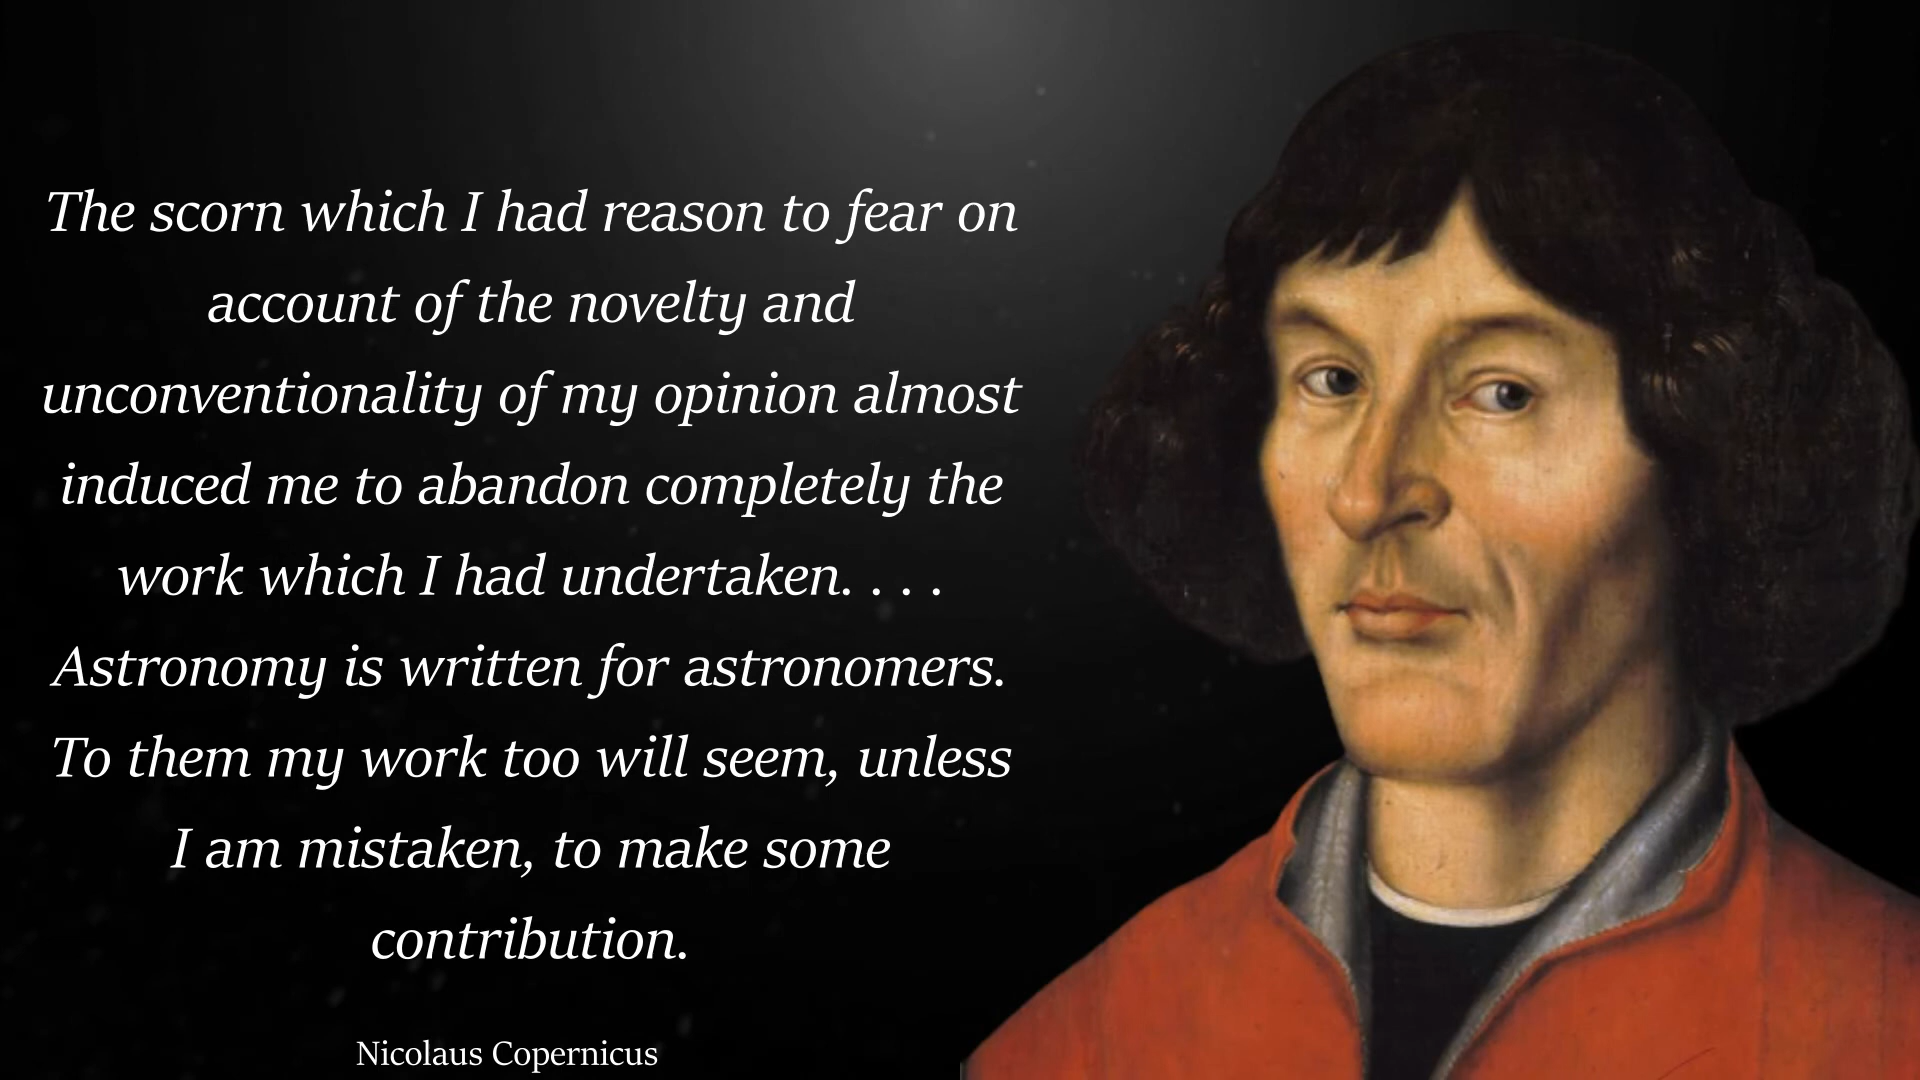 The scorn which I had reason to fear on
account of the novelty and
unconventionality of my opinion almost
induced me to abandon completely the
work which I had undertaken. . . .
Astronomy is written for astronomers.
To them my work too will seem, unless
I am mistaken, to make some
contribution.
Nicolaus Copernicus